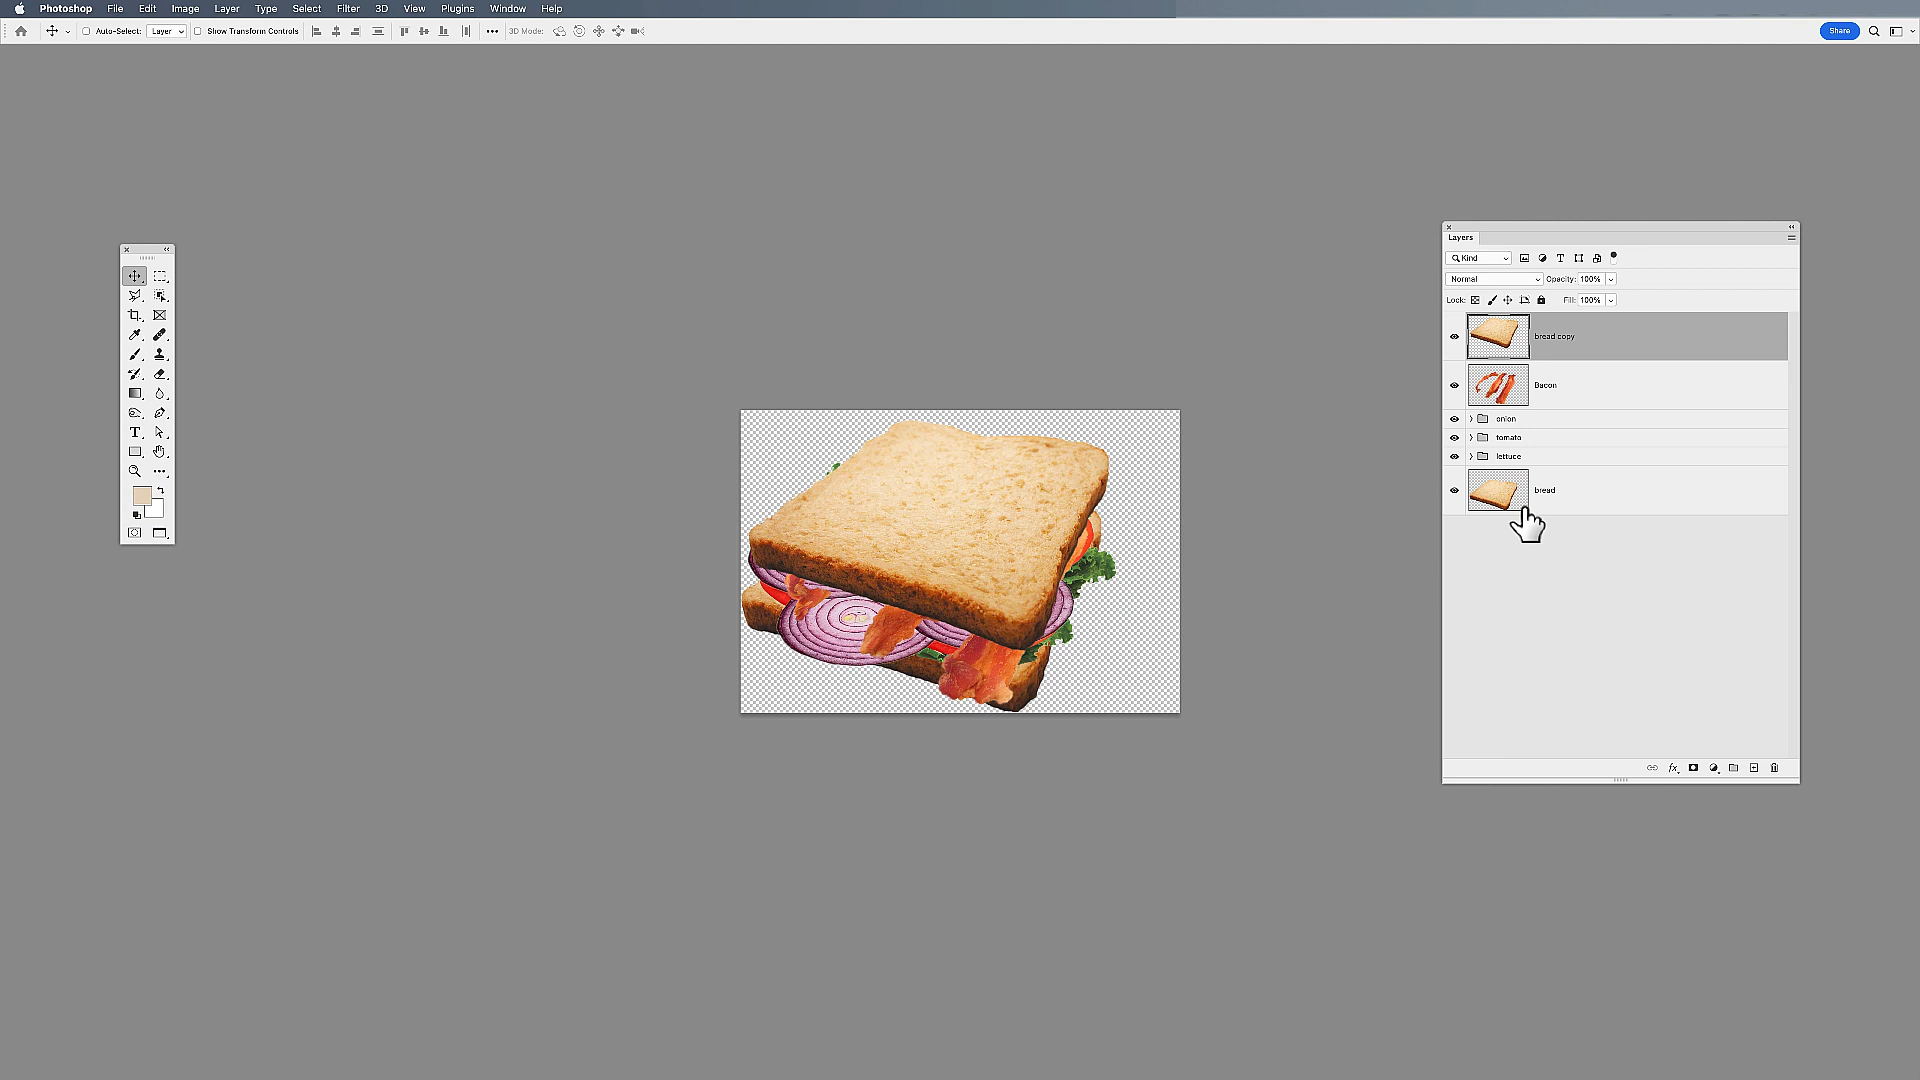 Photoshop File Edit Image Layer Type Select Filter 3D View Plugins Window Help
Auto-Select: Layer Show Transform Controls 3D Mode: Share
Layers
Kind
Normal Opacity: 100%
Lock: Fill: 100%
bread copy
Bacon
onion
tomato
lettuce
bread